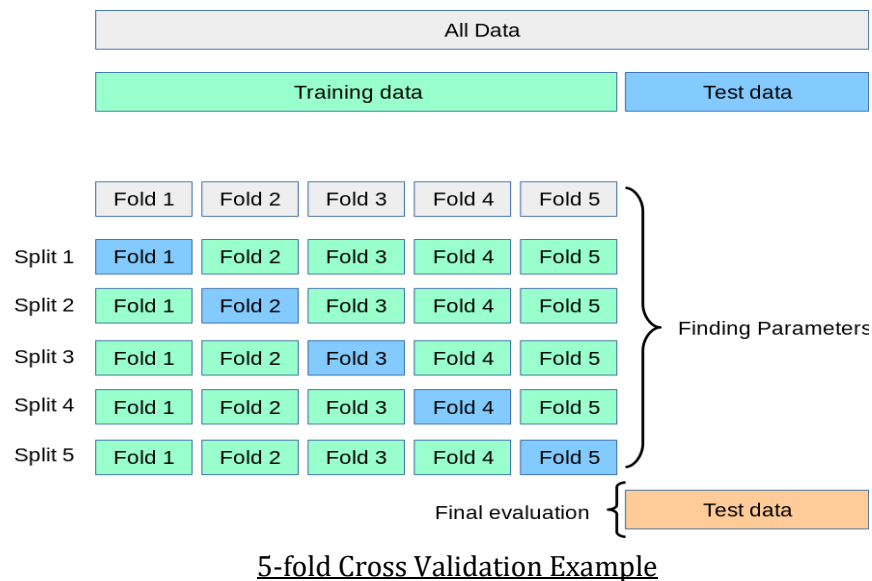 All Data
Training data Test data
Fold 1 Fold 2 Fold 3 Fold 4 Fold 5
Split 1 Fold 1 Fold 2 Fold 3 Fold 4 Fold 5
Split 2 Fold 1 Fold 2 Fold 3 Fold 4 Fold 5
Finding Parameters
Split 3 Fold 1 Fold 2 Fold 3 Fold 4 Fold 5
Split 4 Fold 1 Fold 2 Fold 3 Fold 4 Fold 5
Split 5 Fold 1 Fold 2 Fold 3 Fold 4 Fold 5
Final evaluation Test data
5-fold Cross Validation Example